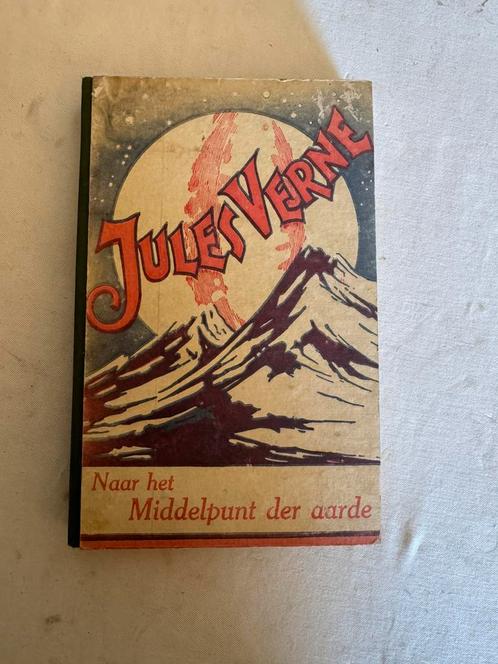 JULES VERNE
Naar het
Middelpunt der aarde